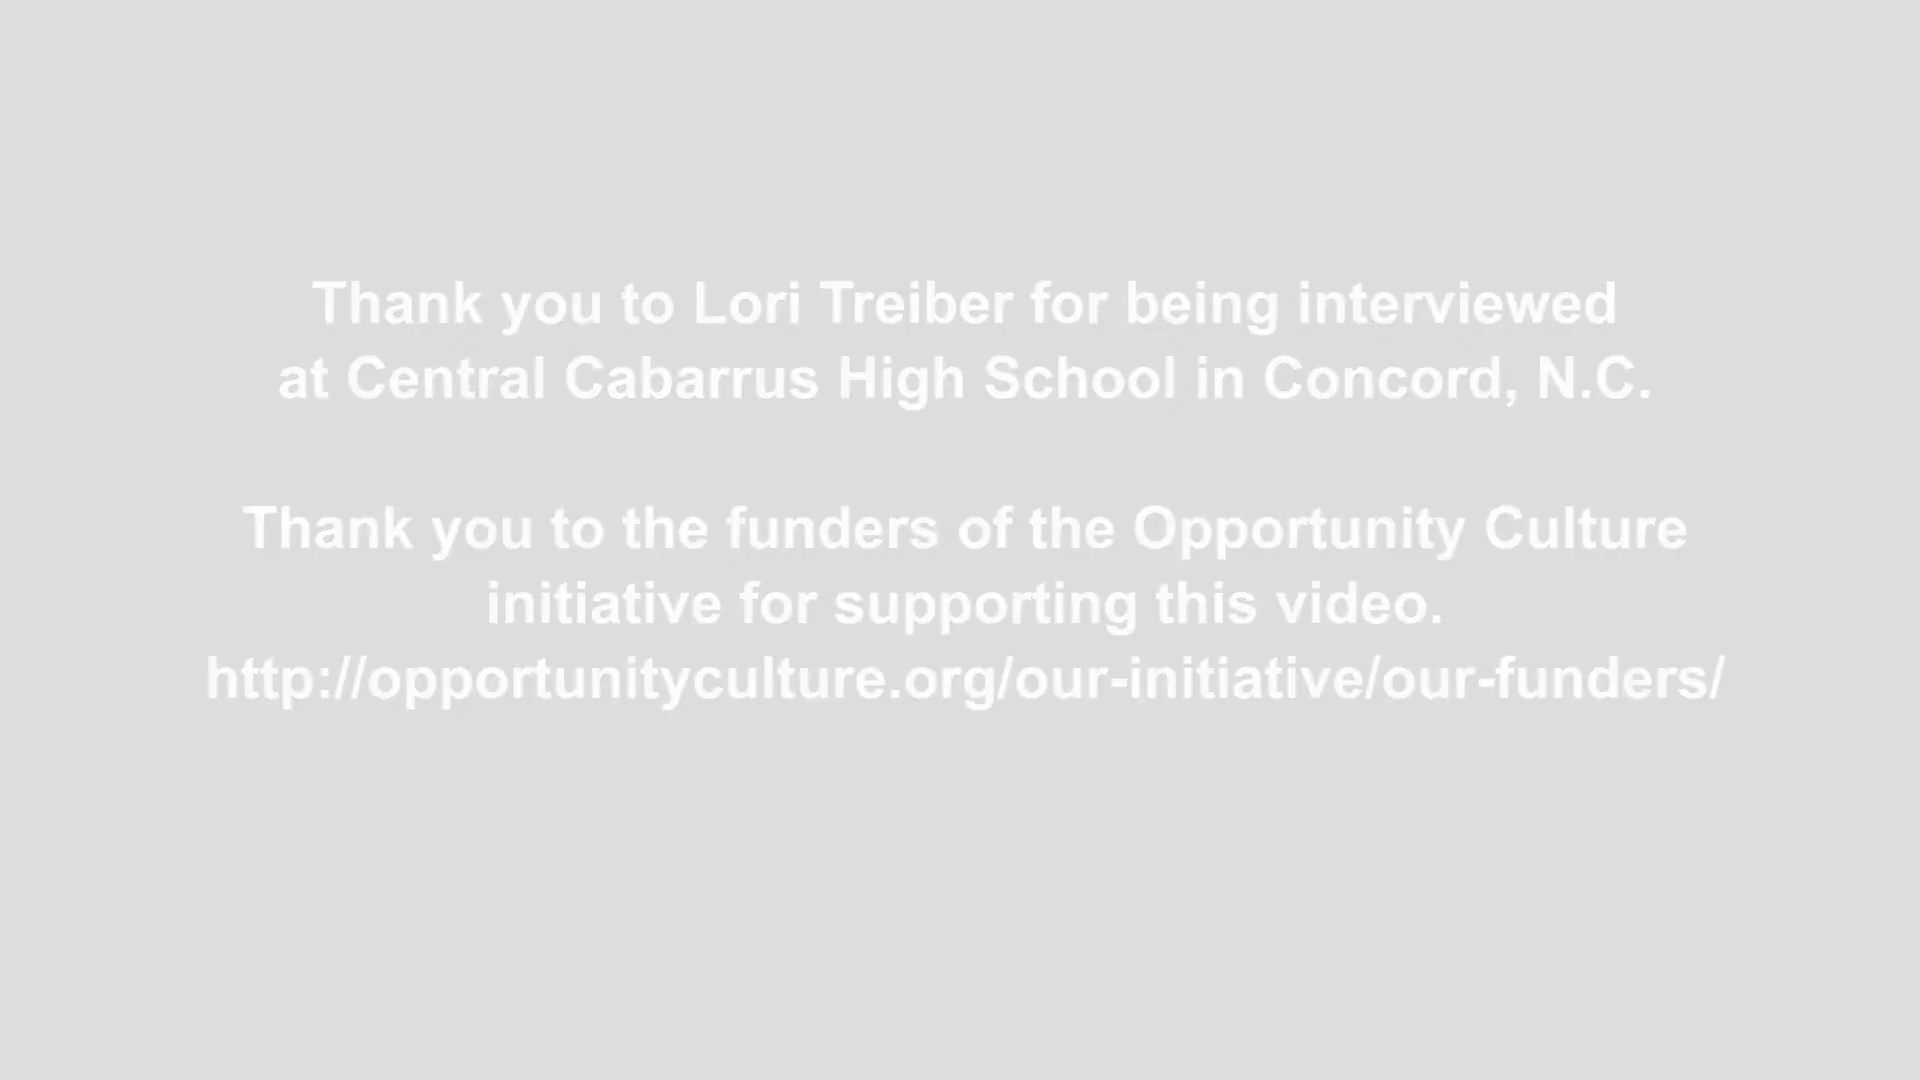 Thank you to Lori Treiber for being interviewed
at Central Cabarrus High School in Concord, N.C.
Thank you to the funders of the Opportunity Culture
initiative for supporting this video.
http://opportunityculture.org/our-initiative/our-funders/